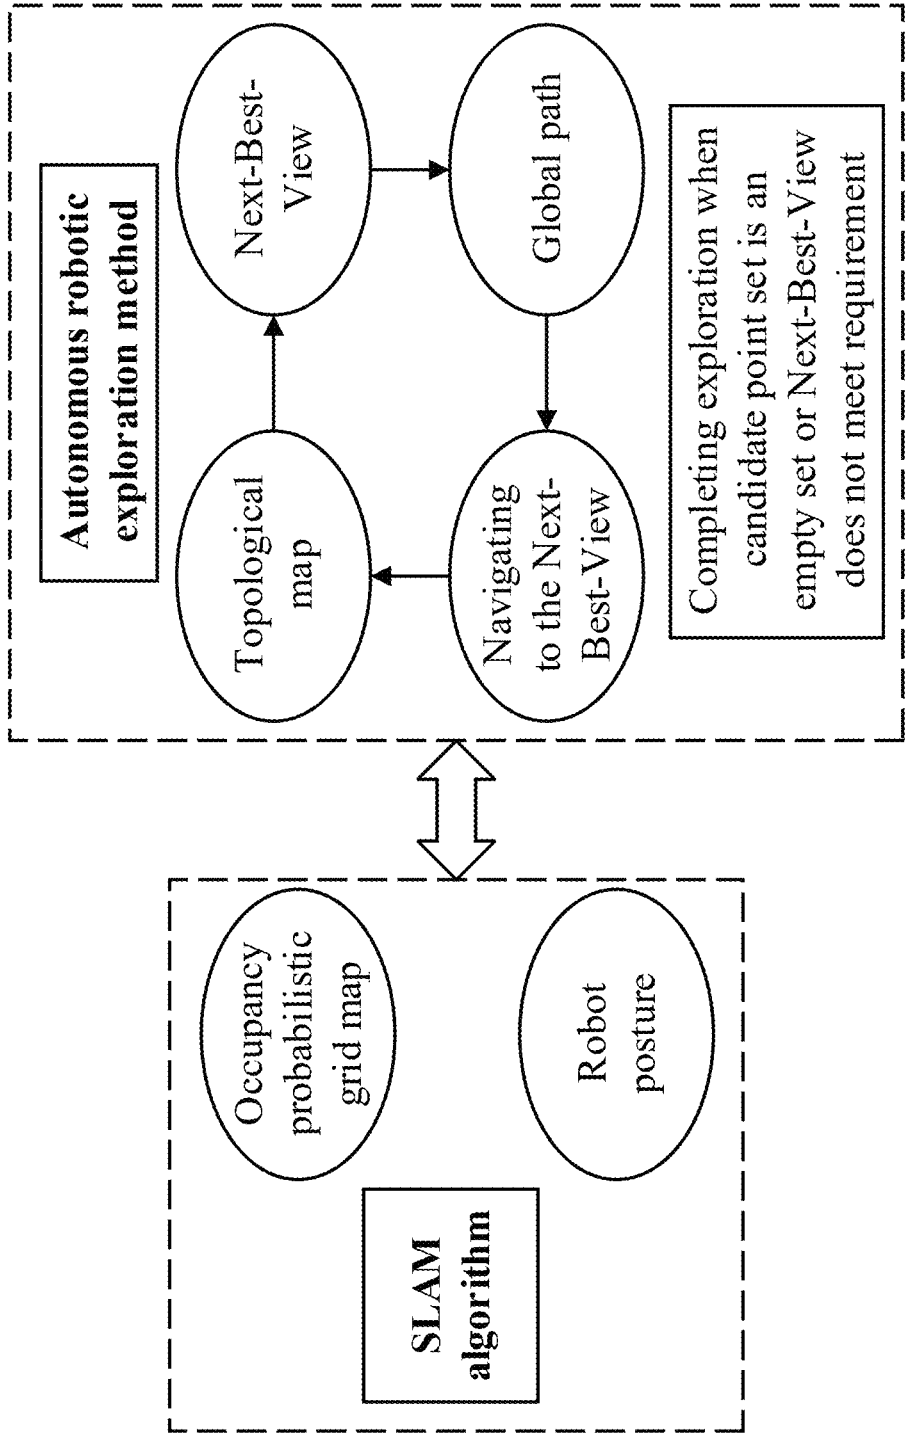 SLAM
algorithm
Occupancy
probabilistic
grid map
Robot
posture
Autonomous robotic
exploration method
Topological
map
Next-Best-
View
Global path
Navigating
to the Next-
Best-View
Completing exploration when
candidate point set is an
empty set or Next-Best-View
does not meet requirement